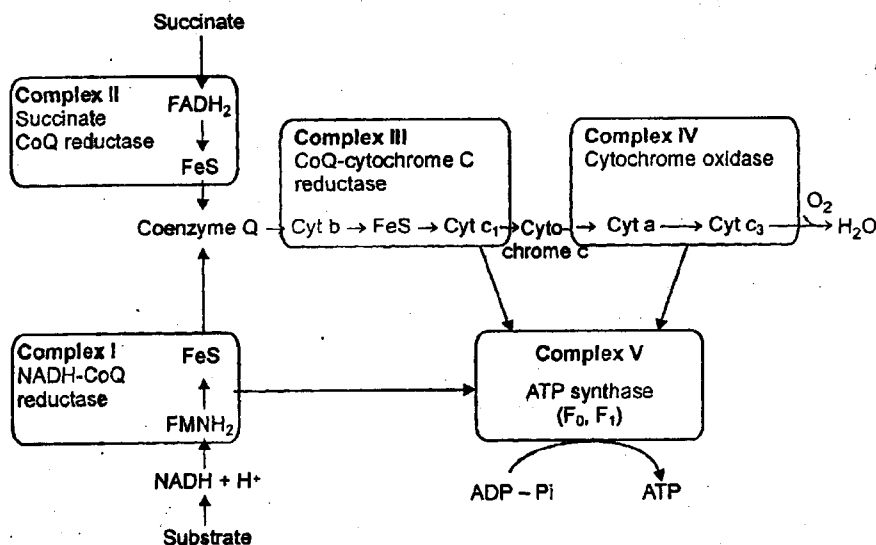 Succinate
Complex II
Succinate
CoQ reductase
FADH₂
FeS
Complex III
CoQ-cytochrome C
reductase
Complex IV
Cytochrome oxidase
Coenzyme Q → Cyt b → FeS → Cyt c₁ → Cyto-
chrome c
→ Cyt a → Cyt c₃ → H₂O
O₂
Complex I
NADH-CoQ
reductase
FeS
FMNH₂
NADH + H⁺
Substrate
Complex V
ATP synthase
(F₀, F₁)
ADP – Pi
ATP